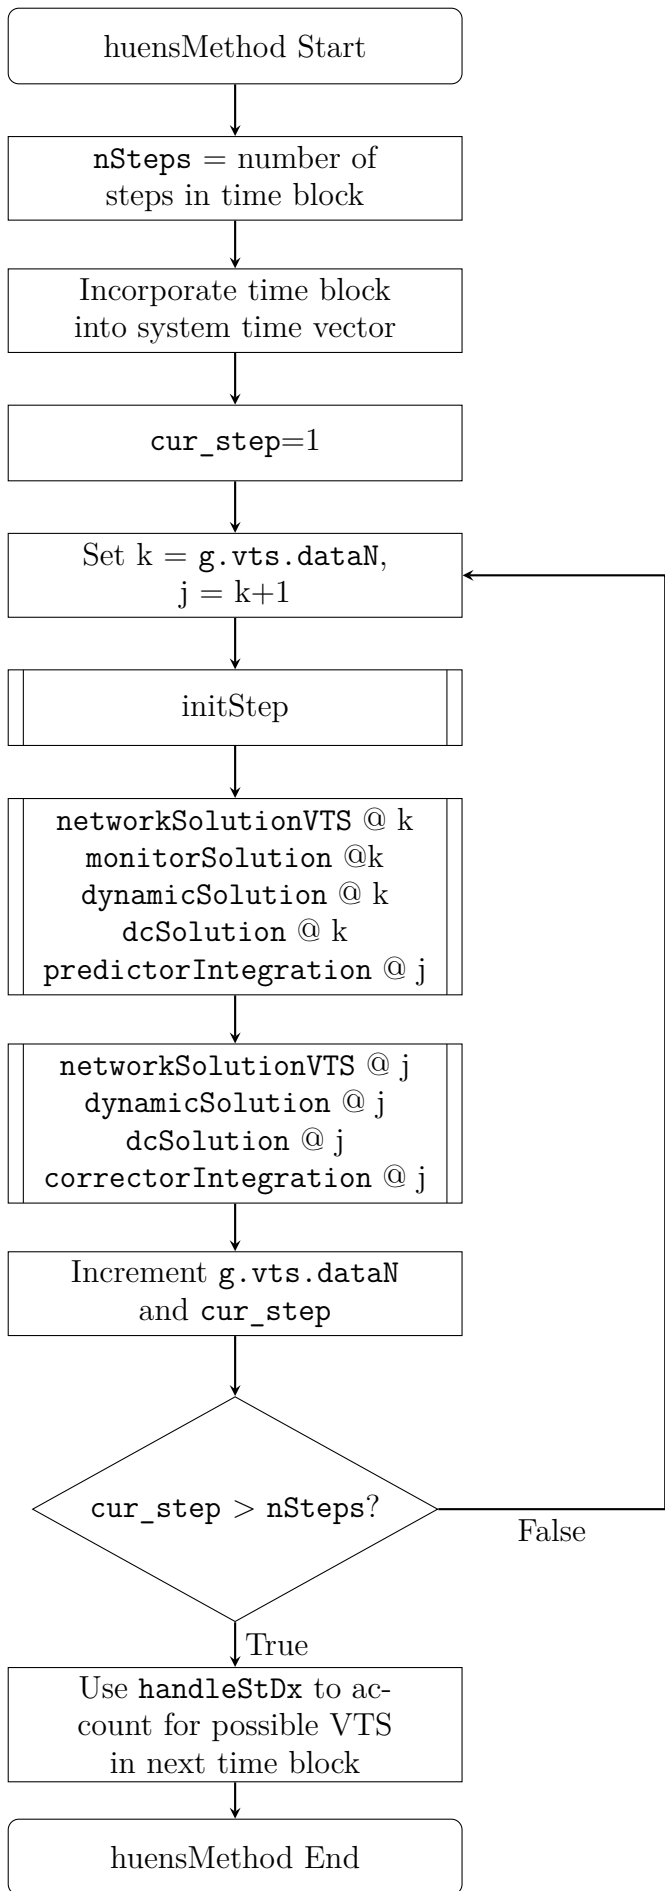 huensMethod Start
nSteps = number of
steps in time block
Incorporate time block
into system time vector
cur_step=1
Set k = g.vts.dataN,
j = k+1
initStep
networkSolutionVTS @ k
monitorSolution @k
dynamicSolution @ k
dcSolution @ k
predictorIntegration @ j
networkSolutionVTS @ j
dynamicSolution @ j
dcSolution @ j
correctorIntegration @ j
Increment g.vts.dataN
and cur_step
cur_step > nSteps?
False
True
Use handleStDx to ac-
count for possible VTS
in next time block
huensMethod End